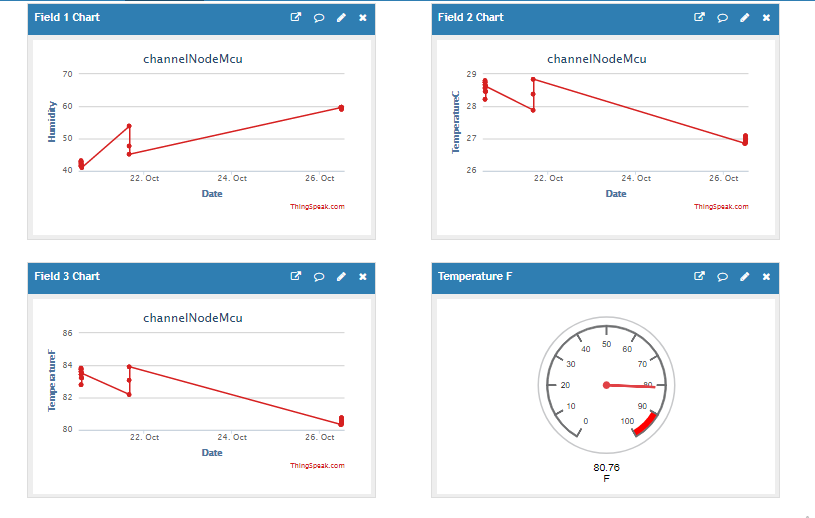 Field 1 Chart
channelNodeMcu
Humidity
70
60
50
40
22. Oct
24. Oct
26. Oct
Date
ThingSpeak.com
Field 2 Chart
channelNodeMcu
TemperatureC
29
28
27
26
22. Oct
24. Oct
26. Oct
Date
ThingSpeak.com
Field 3 Chart
channelNodeMcu
TemperatureF
86
84
82
80
22. Oct
24. Oct
26. Oct
Date
ThingSpeak.com
Temperature F
0
10
20
30
40
50
60
70
80
90
100
80.76
F